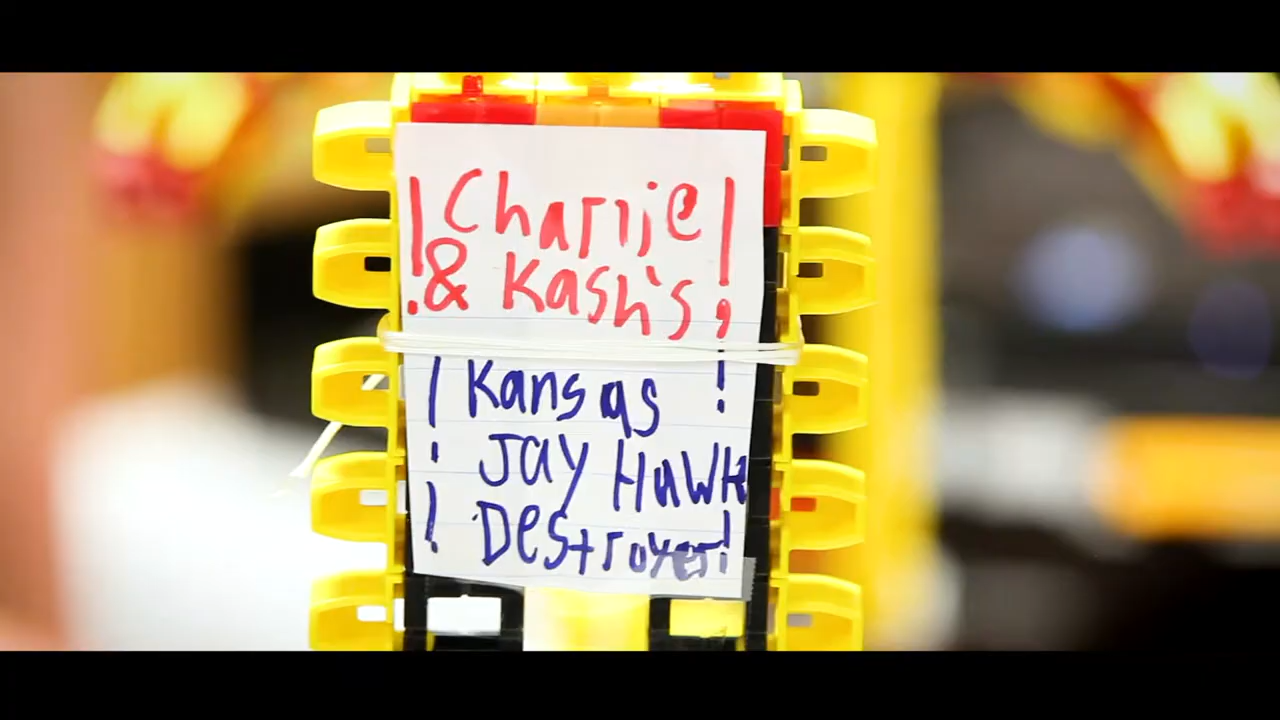 ! Charlie !
& Kash's !
! Kansas !
! Jay Hawk
! Destroyer!